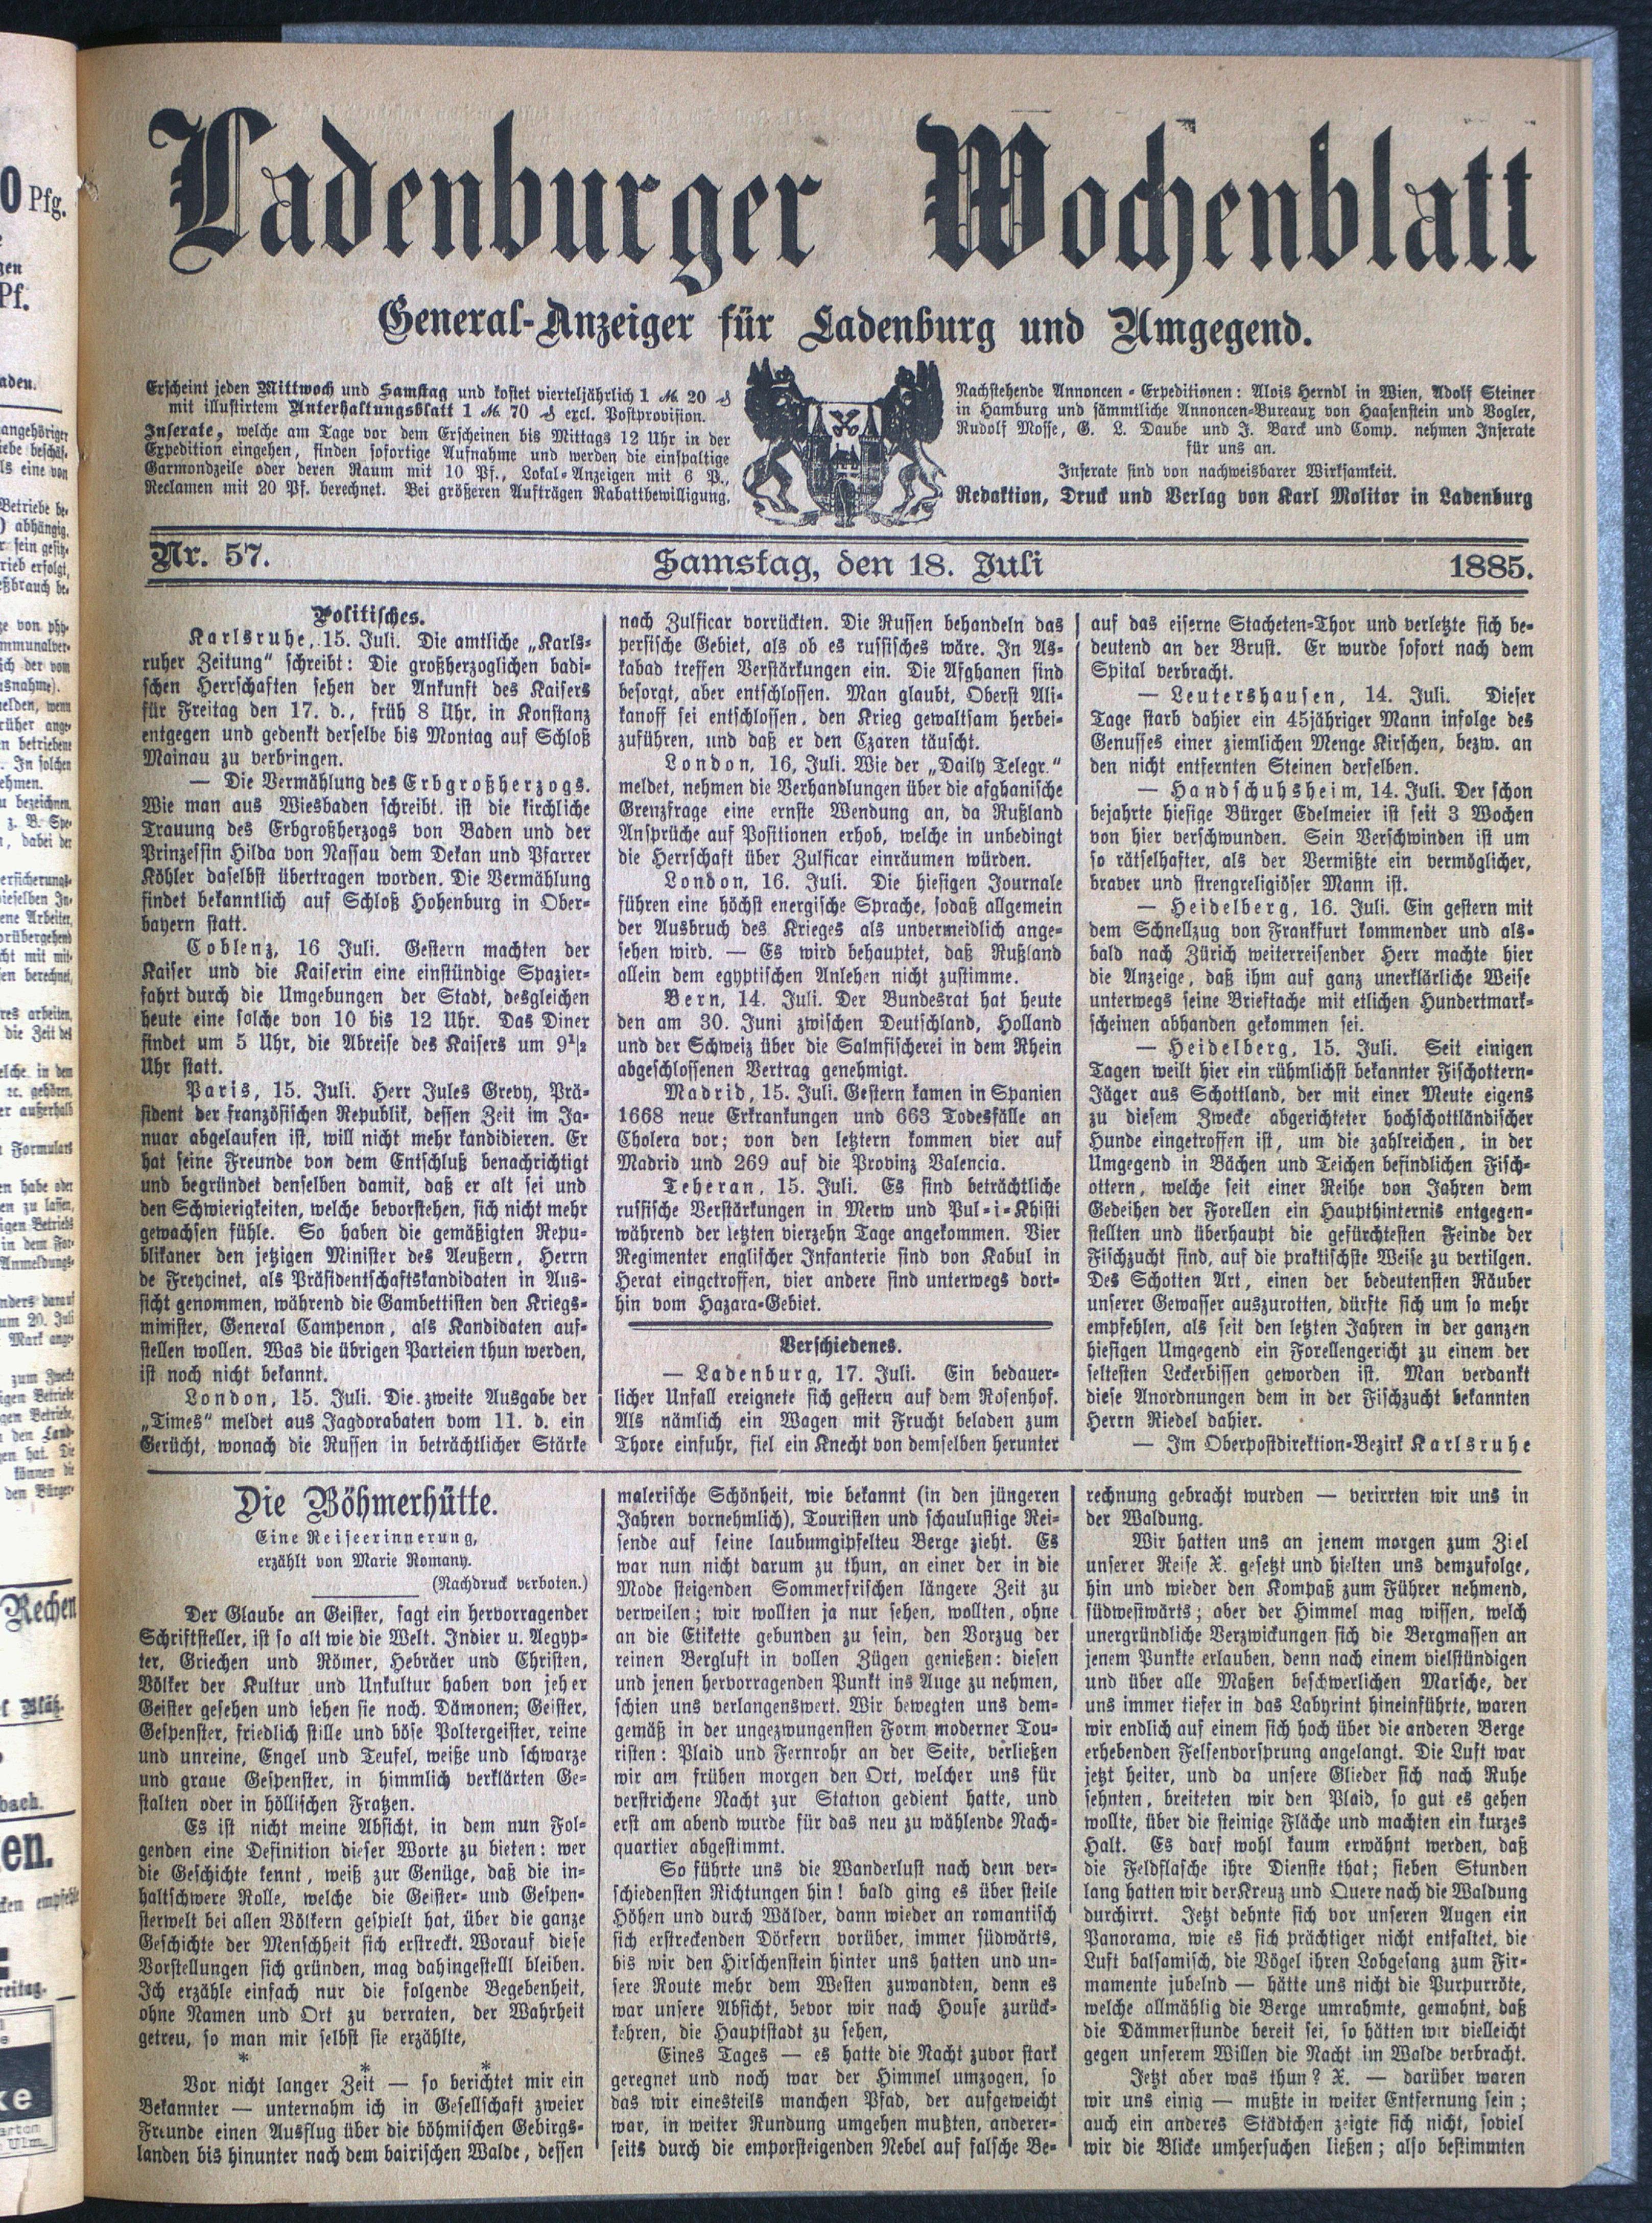 Ladenburger Wochenblatt
General-Anzeiger für Ladenburg und Umgegend.
Erscheint jeden Mittwoch und Samstag und kostet vierteljährlich 1 M. 20 ₰
mit illustirtem Unterhaltungsblatt 1 M. 70 ₰ excl. Postprovision.
Inserate, welche am Tage vor dem Erscheinen bis Mittags 12 Uhr in der
Expedition eingehen, finden sofortige Aufnahme und werden die einspaltige
Garmondzeile oder deren Raum mit 10 Pf., Lokal-Anzeigen mit 6 P.,
Reclamen mit 20 Pf. berechnet. Bei größeren Aufträgen Rabattbewilligung.
Nachstehende Annoncen-Expeditionen: Alois Herndl in Wien, Adolf Steiner
in Hamburg und sämmtliche Annoncen-Bureaux von Haasenstein und Vogler,
Rudolf Mosse, G. L. Daube und J. Barck und Comp. nehmen Inserate
für uns an.
Inserate sind von nachweisbarer Wirksamkeit.
Redaktion, Druck und Verlag von Karl Molitor in Ladenburg
Nr. 57. Samstag, den 18. Juli 1885.
Politisches.
Karlsruhe, 15. Juli. Die amtliche „Karls-
ruher Zeitung“ schreibt: Die großherzoglichen badi-
schen Herrschaften sehen der Ankunft des Kaisers
für Freitag den 17. d., früh 8 Uhr, in Konstanz
entgegen und gedenkt derselbe bis Montag auf Schloß
Mainau zu verbringen.
— Die Vermählung des Erbgroßherzogs.
Wie man aus Wiesbaden schreibt, ist die kirchliche
Trauung des Erbgroßherzogs von Baden und der
Prinzessin Hilda von Nassau dem Dekan und Pfarrer
Köhler daselbst übertragen worden. Die Vermählung
findet bekanntlich auf Schloß Hohenburg in Ober-
bayern statt.
Coblenz, 16 Juli. Gestern machten der
Kaiser und die Kaiserin eine einstündige Spazier-
fahrt durch die Umgebungen der Stadt, desgleichen
heute eine solche von 10 bis 12 Uhr. Das Diner
findet um 5 Uhr, die Abreise des Kaisers um 9½
Uhr statt.
Paris, 15. Juli. Herr Jules Grevy, Prä-
sident der französischen Republik, dessen Zeit im Ja-
nuar abgelaufen ist, will nicht mehr kandidieren. Er
hat seine Freunde von dem Entschluß benachrichtigt
und begründet denselben damit, daß er alt sei und
den Schwierigkeiten, welche bevorstehen, sich nicht mehr
gewachsen fühle. So haben die gemäßigten Repu-
blikaner den jetzigen Minister des Aeußern, Herrn
de Freycinet, als Präsidentschaftskandidaten in Aus-
sicht genommen, während die Gambettisten den Kriegs-
minister, General Campenon, als Kandidaten auf-
stellen wollen. Was die übrigen Parteien thun werden,
ist noch nicht bekannt.
London, 15. Juli. Die zweite Ausgabe der
„Times“ meldet aus Jagdorabaten vom 11. d. ein
Gerücht, wonach die Russen in beträchtlicher Stärke
nach Zulficar vorrückten. Die Russen behandeln das
persische Gebiet, als ob es russisches wäre. In As-
kabad treffen Verstärkungen ein. Die Afghanen sind
besorgt, aber entschlossen. Man glaubt, Oberst Ali-
kanoff sei entschlossen, den Krieg gewaltsam herbei-
zuführen, und daß er den Czaren täuscht.
London, 16, Juli. Wie der „Daily Telegr.“
meldet, nehmen die Verhandlungen über die afghanische
Grenzfrage eine ernste Wendung an, da Rußland
Ansprüche auf Positionen erhob, welche in unbedingt
die Herrschaft über Zulficar einräumen würden.
London, 16. Juli. Die hiesigen Journale
führen eine höchst energische Sprache, sodaß allgemein
der Ausbruch des Krieges als unvermeidlich ange-
sehen wird. — Es wird behauptet, daß Rußland
allein dem egyptischen Anlehen nicht zustimme.
Bern, 14. Juli. Der Bundesrat hat heute
den am 30. Juni zwischen Deutschland, Holland
und der Schweiz über die Salmfischerei in dem Rhein
abgeschlossenen Vertrag genehmigt.
Madrid, 15. Juli. Gestern kamen in Spanien
1668 neue Erkrankungen und 663 Todesfälle an
Cholera vor; von den letztern kommen vier auf
Madrid und 269 auf die Provinz Valencia.
Teheran, 15. Juli. Es sind beträchtliche
russische Verstärkungen in Merw und Pul-i-Khisti
während der letzten vierzehn Tage angekommen. Vier
Regimenter englischer Infanterie sind von Kabul in
Herat eingetroffen, vier andere sind unterwegs dort-
hin vom Hazara-Gebiet.
Verschiedenes.
— Ladenburg, 17. Juli. Ein bedauer-
licher Unfall ereignete sich gestern auf dem Rosenhof.
Als nämlich ein Wagen mit Frucht beladen zum
Thore einfuhr, fiel ein Knecht von demselben herunter
auf das eiserne Stacheten-Thor und verletzte sich be-
deutend an der Brust. Er wurde sofort nach dem
Spital verbracht.
— Leutershausen, 14. Juli. Dieser
Tage starb dahier ein 45jähriger Mann infolge des
Genusses einer ziemlichen Menge Kirschen, bezw. an
den nicht entfernten Steinen derselben.
— Handschuhsheim, 14. Juli. Der schon
bejahrte hiesige Bürger Edelmeier ist seit 3 Wochen
von hier verschwunden. Sein Verschwinden ist um
so rätselhafter, als der Vermißte ein vermöglicher,
braver und strengreligiöser Mann ist.
— Heidelberg, 16. Juli. Ein gestern mit
dem Schnellzug von Frankfurt kommender und als-
bald nach Zürich weiterreisender Herr machte hier
die Anzeige, daß ihm auf ganz unerklärliche Weise
unterwegs seine Brieftache mit etlichen Hundertmark-
scheinen abhanden gekommen sei.
— Heidelberg, 15. Juli. Seit einigen
Tagen weilt hier ein rühmlichst bekannter Fischottern-
Jäger aus Schottland, der mit einer Meute eigens
zu diesem Zwecke abgerichteter hochschottländischer
Hunde eingetroffen ist, um die zahlreichen, in der
Umgegend in Bächen und Teichen befindlichen Fisch-
ottern, welche seit einer Reihe von Jahren dem
Gedeihen der Forellen ein Haupthinternis entgegen-
stellten und überhaupt die gefürchtesten Feinde der
Fischzucht sind, auf die praktischste Weise zu vertilgen.
Des Schotten Art, einen der bedeutensten Räuber
unserer Gewasser auszurotten, dürfte sich um so mehr
empfehlen, als seit den letzten Jahren in der ganzen
hiesigen Umgegend ein Forellengericht zu einem der
seltesten Leckerbissen geworden ist. Man verdankt
diese Anordnungen dem in der Fischzucht bekannten
Herrn Riedel dahier.
— Im Oberpostdirektion-Bezirk Karlsruhe
Die Böhmerhütte.
Eine Reiseerinnerung,
erzählt von Marie Romany.
(Nachdruck verboten.)
Der Glaube an Geister, sagt ein hervorragender
Schriftsteller, ist so alt wie die Welt. Indier u. Aegyp-
ter, Griechen und Römer, Hebräer und Christen,
Völker der Kultur und Unkultur haben von jeher
Geister gesehen und sehen sie noch. Dämonen; Geister,
Gespenster, friedlich stille und böse Poltergeister, reine
und unreine, Engel und Teufel, weiße und schwarze
und graue Gespenster, in himmlich verklärten Ge-
stalten oder in höllischen Fratzen.
Es ist nicht meine Absicht, in dem nun Fol-
genden eine Definition dieser Worte zu bieten: wer
die Geschichte kennt, weiß zur Genüge, daß die in-
haltschwere Rolle, welche die Geister- und Gespen-
sterwelt bei allen Völkern gespielt hat, über die ganze
Geschichte der Menschheit sich erstreckt. Worauf diese
Vorstellungen sich gründen, mag dahingestelll bleiben.
Ich erzähle einfach nur die folgende Begebenheit,
ohne Namen und Ort zu verraten, der Wahrheit
getreu, so man mir selbst sie erzählte,
* * *
Vor nicht langer Zeit — so berichtet mir ein
Bekannter — unternahm ich in Gesellschaft zweier
Freunde einen Ausflug über die böhmischen Gebirgs-
landen bis hinunter nach dem bairischen Walde, dessen
malerische Schönheit, wie bekannt (in den jüngeren
Jahren vornehmlich), Touristen und schaulustige Rei-
sende auf seine laubumgipfelteu Berge zieht. Es
war nun nicht darum zu thun, an einer der in die
Mode steigenden Sommerfrischen längere Zeit zu
verweilen; wir wollten ja nur sehen, wollten, ohne
an die Etikette gebunden zu sein, den Vorzug der
reinen Bergluft in vollen Zügen genießen: diesen
und jenen hervorragenden Punkt ins Auge zu nehmen,
schien uns verlangenswert. Wir bewegten uns dem-
gemäß in der ungezwungensten Form moderner Tou-
risten: Plaid und Fernrohr an der Seite, verließen
wir am frühen morgen den Ort, welcher uns für
verstrichene Nacht zur Station gedient hatte, und
erst am abend wurde für das neu zu wählende Nach-
quartier abgestimmt.
So führte uns die Wanderlust nach dem ver-
schiedensten Richtungen hin! bald ging es über steile
Höhen und durch Wälder, dann wieder an romantisch
sich erstreckenden Dörfern vorüber, immer südwärts,
bis wir den Hirschenstein hinter uns hatten und un-
sere Route mehr dem Westen zuwandten, denn es
war unsere Absicht, bevor wir nach House zurück-
kehren, die Hauptstadt zu sehen,
Eines Tages — es hatte die Nacht zuvor stark
geregnet und noch war der Himmel umzogen, so
das wir einesteils manchen Pfad, der aufgeweicht
war, in weiter Rundung umgehen mußten, anderer-
seits durch die emporsteigenden Nebel auf falsche Be-
rechnung gebracht wurden — verirrten wir uns in
der Waldung.
Wir hatten uns an jenem morgen zum Ziel
unserer Reise X. gesetzt und hielten uns demzufolge,
hin und wieder den Kompaß zum Führer nehmend,
südwestwärts; aber der Himmel mag wissen, welch
unergründliche Verzwickungen sich die Bergmassen an
jenem Punkte erlauben, denn nach einem vielstündigen
und über alle Maßen beschwerlichen Marsche, der
uns immer tiefer in das Labyrint hineinführte, waren
wir endlich auf einem sich hoch über die anderen Berge
erhebenden Felsenvorsprung angelangt. Die Luft war
jetzt heiter, und da unsere Glieder sich nach Ruhe
sehnten, breiteten wir den Plaid, so gut es gehen
wollte, über die steinige Fläche und machten ein kurzes
Halt. Es darf wohl kaum erwähnt werden, daß
die Feldflasche ihre Dienste that; sieben Stunden
lang hatten wir der Kreuz und Quere nach die Waldung
durchirrt. Jetzt dehnte sich vor unseren Augen ein
Panorama, wie es sich prächtiger nicht entfaltet, die
Luft balsamisch, die Vögel ihren Lobgesang zum Fir-
mamente jubelnd — hätte uns nicht die Purpurröte,
welche allmählig die Berge umrahmte, gemahnt, daß
die Dämmerstunde bereit sei, so hätten wir vielleicht
gegen unserem Willen die Nacht im Walde verbracht.
Jetzt aber was thun? X. — darüber waren
wir uns einig — mußte in weiter Entfernung sein;
auch ein anderes Städtchen zeigte sich nicht, soviel
wir die Blicke umhersuchen ließen; also bestimmten